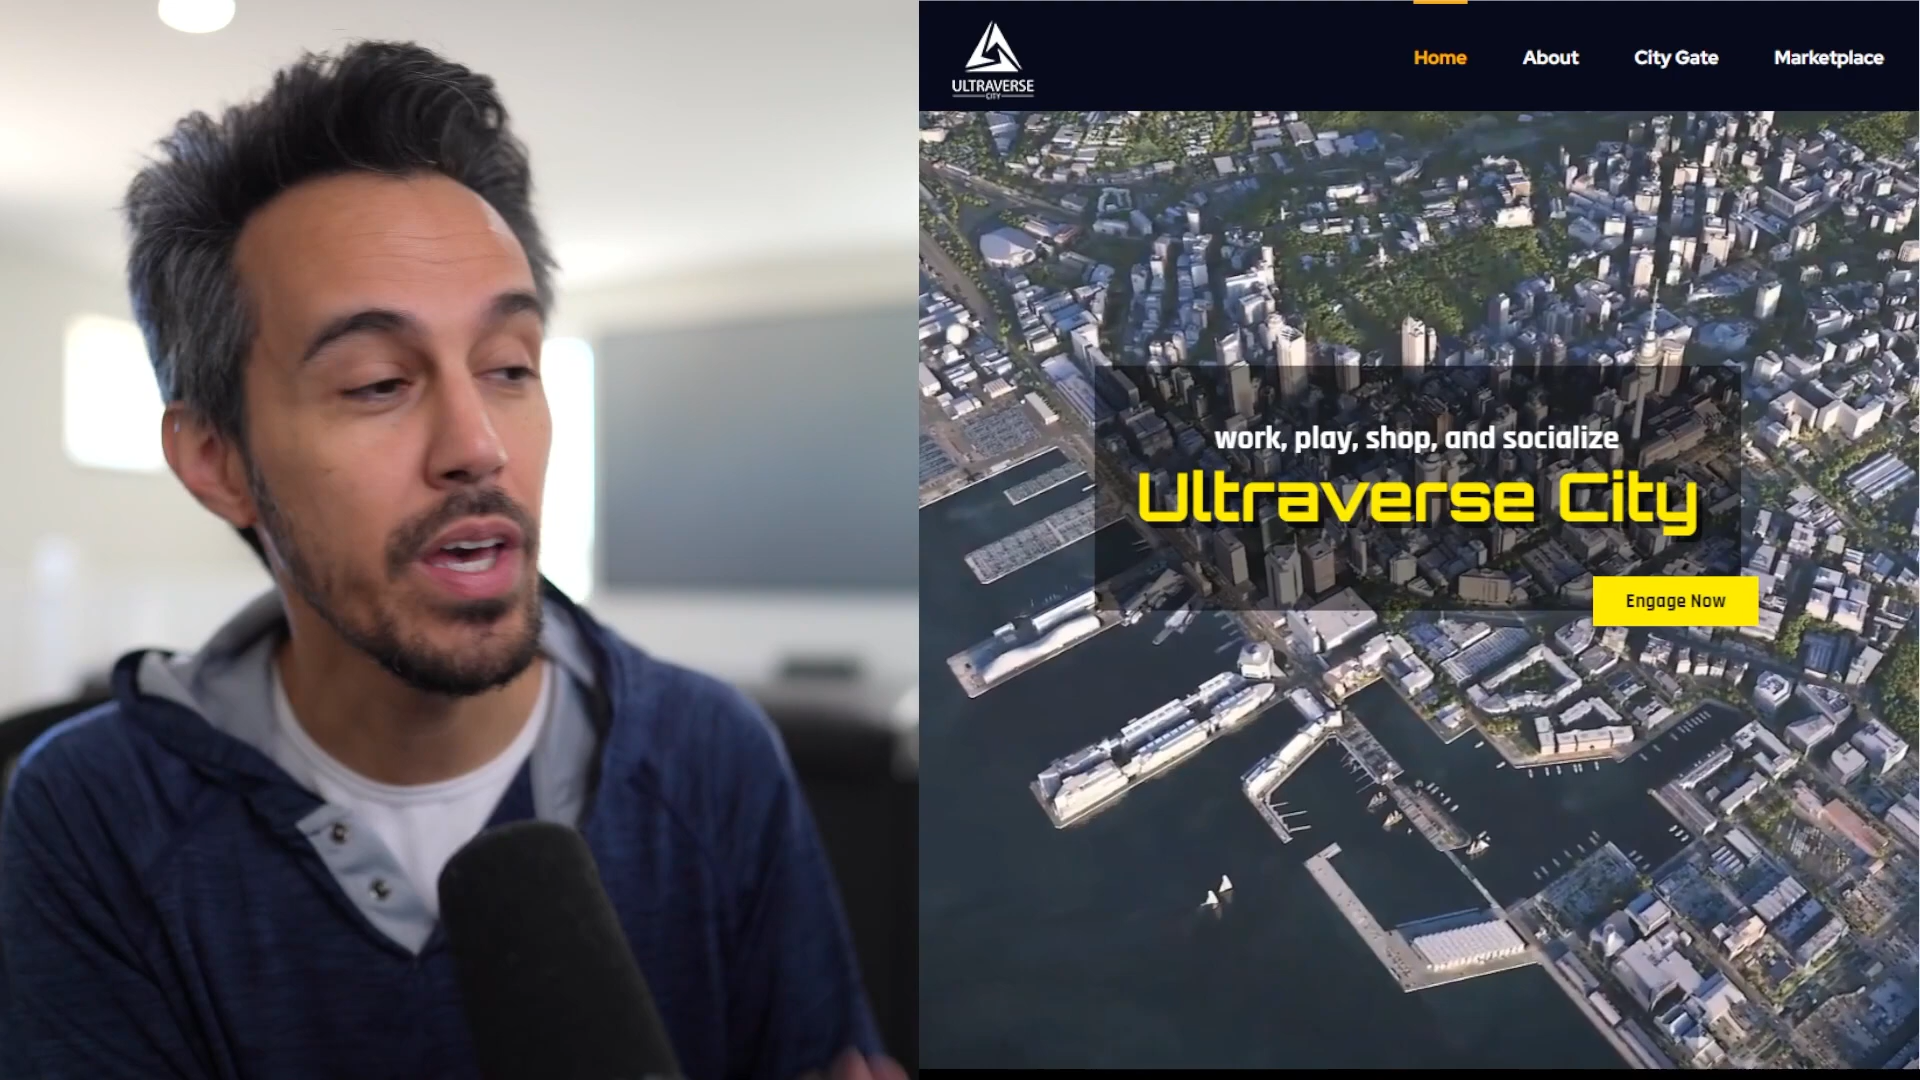 ULTRAVERSE
CITY
Home About City Gate Marketplace
work, play, shop, and socialize
Ultraverse City
Engage Now